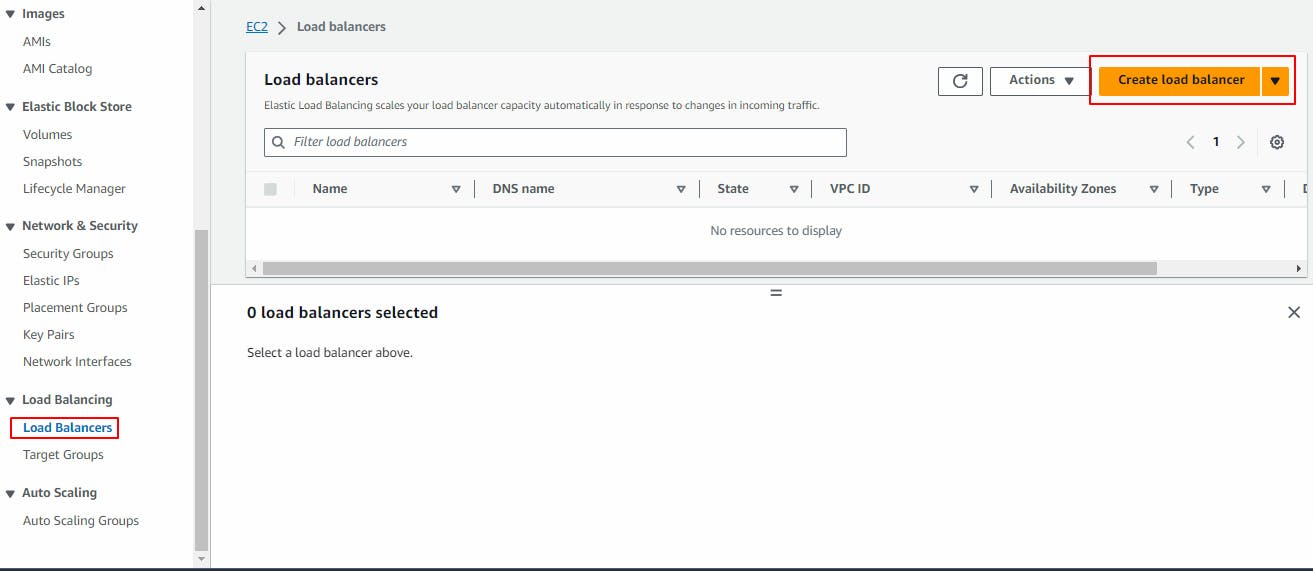 Images
AMIs
AMI Catalog
Elastic Block Store
Volumes
Snapshots
Lifecycle Manager
Network & Security
Security Groups
Elastic IPs
Placement Groups
Key Pairs
Network Interfaces
Load Balancing
Load Balancers
Target Groups
Auto Scaling
Auto Scaling Groups
EC2 Load balancers
Load balancers
Actions
Create load balancer
Elastic Load Balancing scales your load balancer capacity automatically in response to changes in incoming traffic.
Filter load balancers
1
Name DNS name State VPC ID Availability Zones Type
No resources to display
0 load balancers selected
Select a load balancer above.